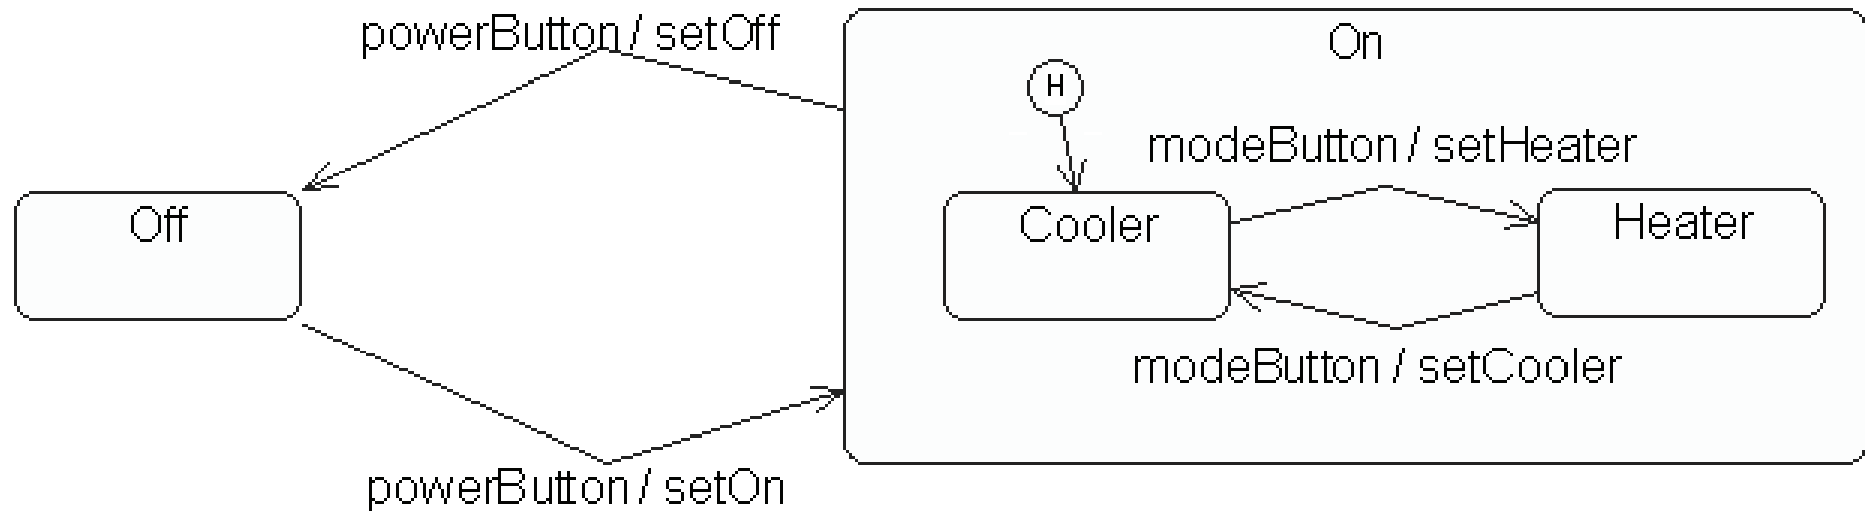 powerButton / setOff
On
H
modeButton / setHeater
Off
Cooler
Heater
modeButton / setCooler
powerButton / setOn